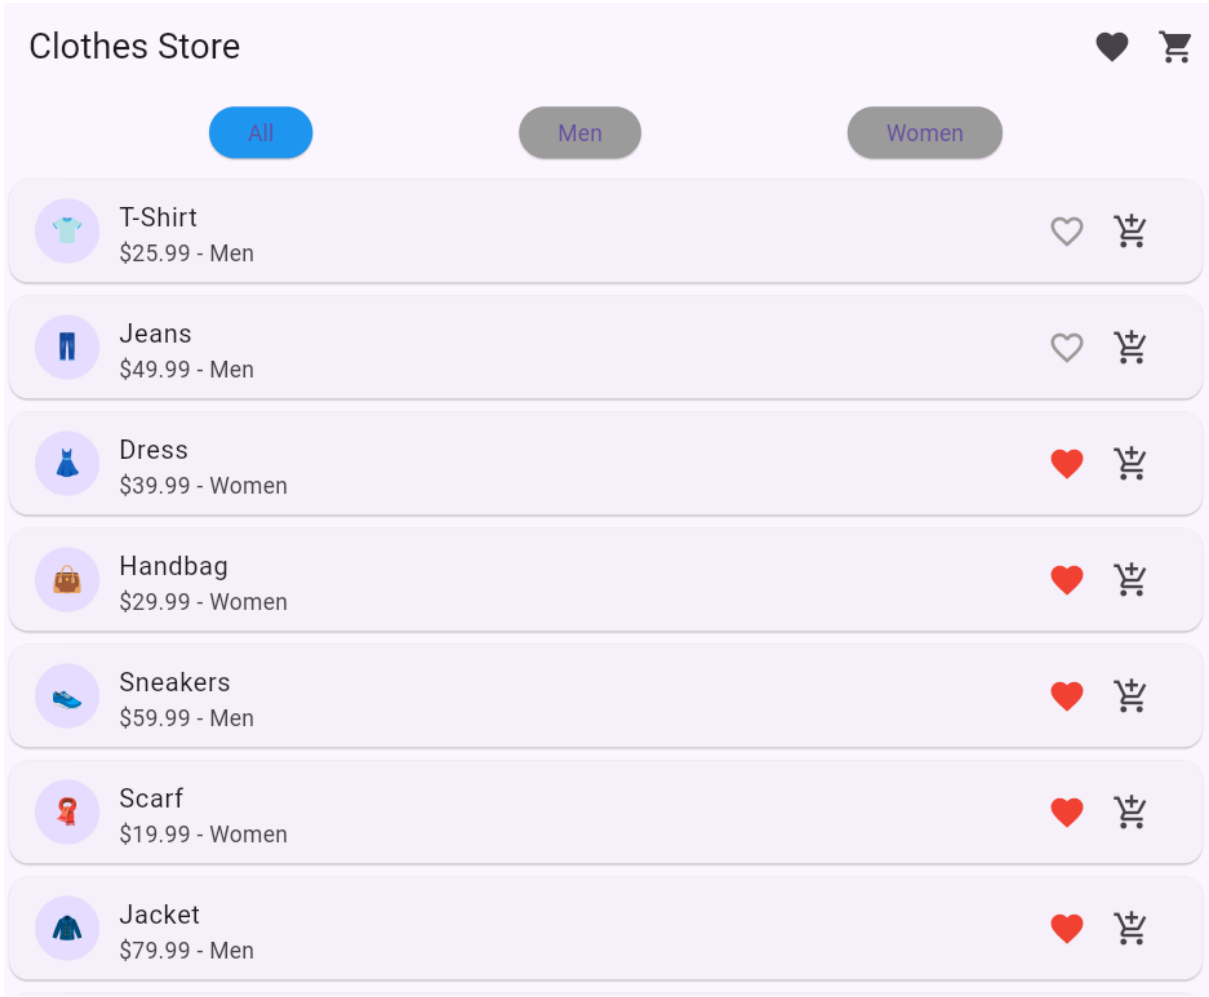 Clothes Store
All
Men
Women
T-Shirt
$25.99 - Men
Jeans
$49.99 - Men
Dress
$39.99 - Women
Handbag
$29.99 - Women
Sneakers
$59.99 - Men
Scarf
$19.99 - Women
Jacket
$79.99 - Men